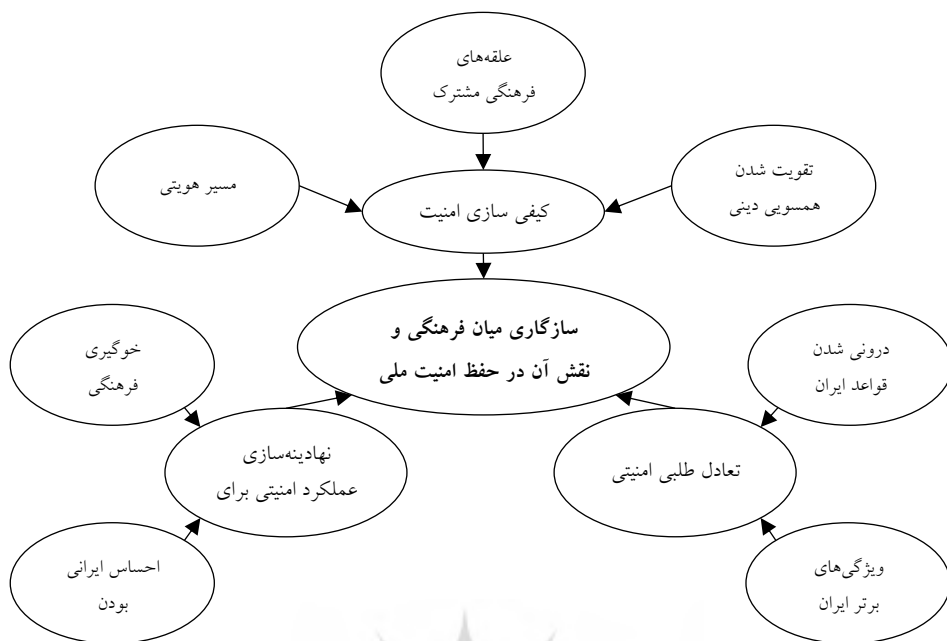 علقه‌های
فرهنگی مشترک
تقویت شدن
همسویی دینی
مسیر هویتی
کیفی سازی امنیت
سازگاری میان فرهنگی و
نقش آن در حفظ امنیت ملی
درونی شدن
قواعد ایران
خوگیری
فرهنگی
تعادل طلبی امنیتی
نهادینه‌سازی
عملکرد امنیتی برای
ویژگی‌های
برتر ایران
احساس ایرانی
بودن